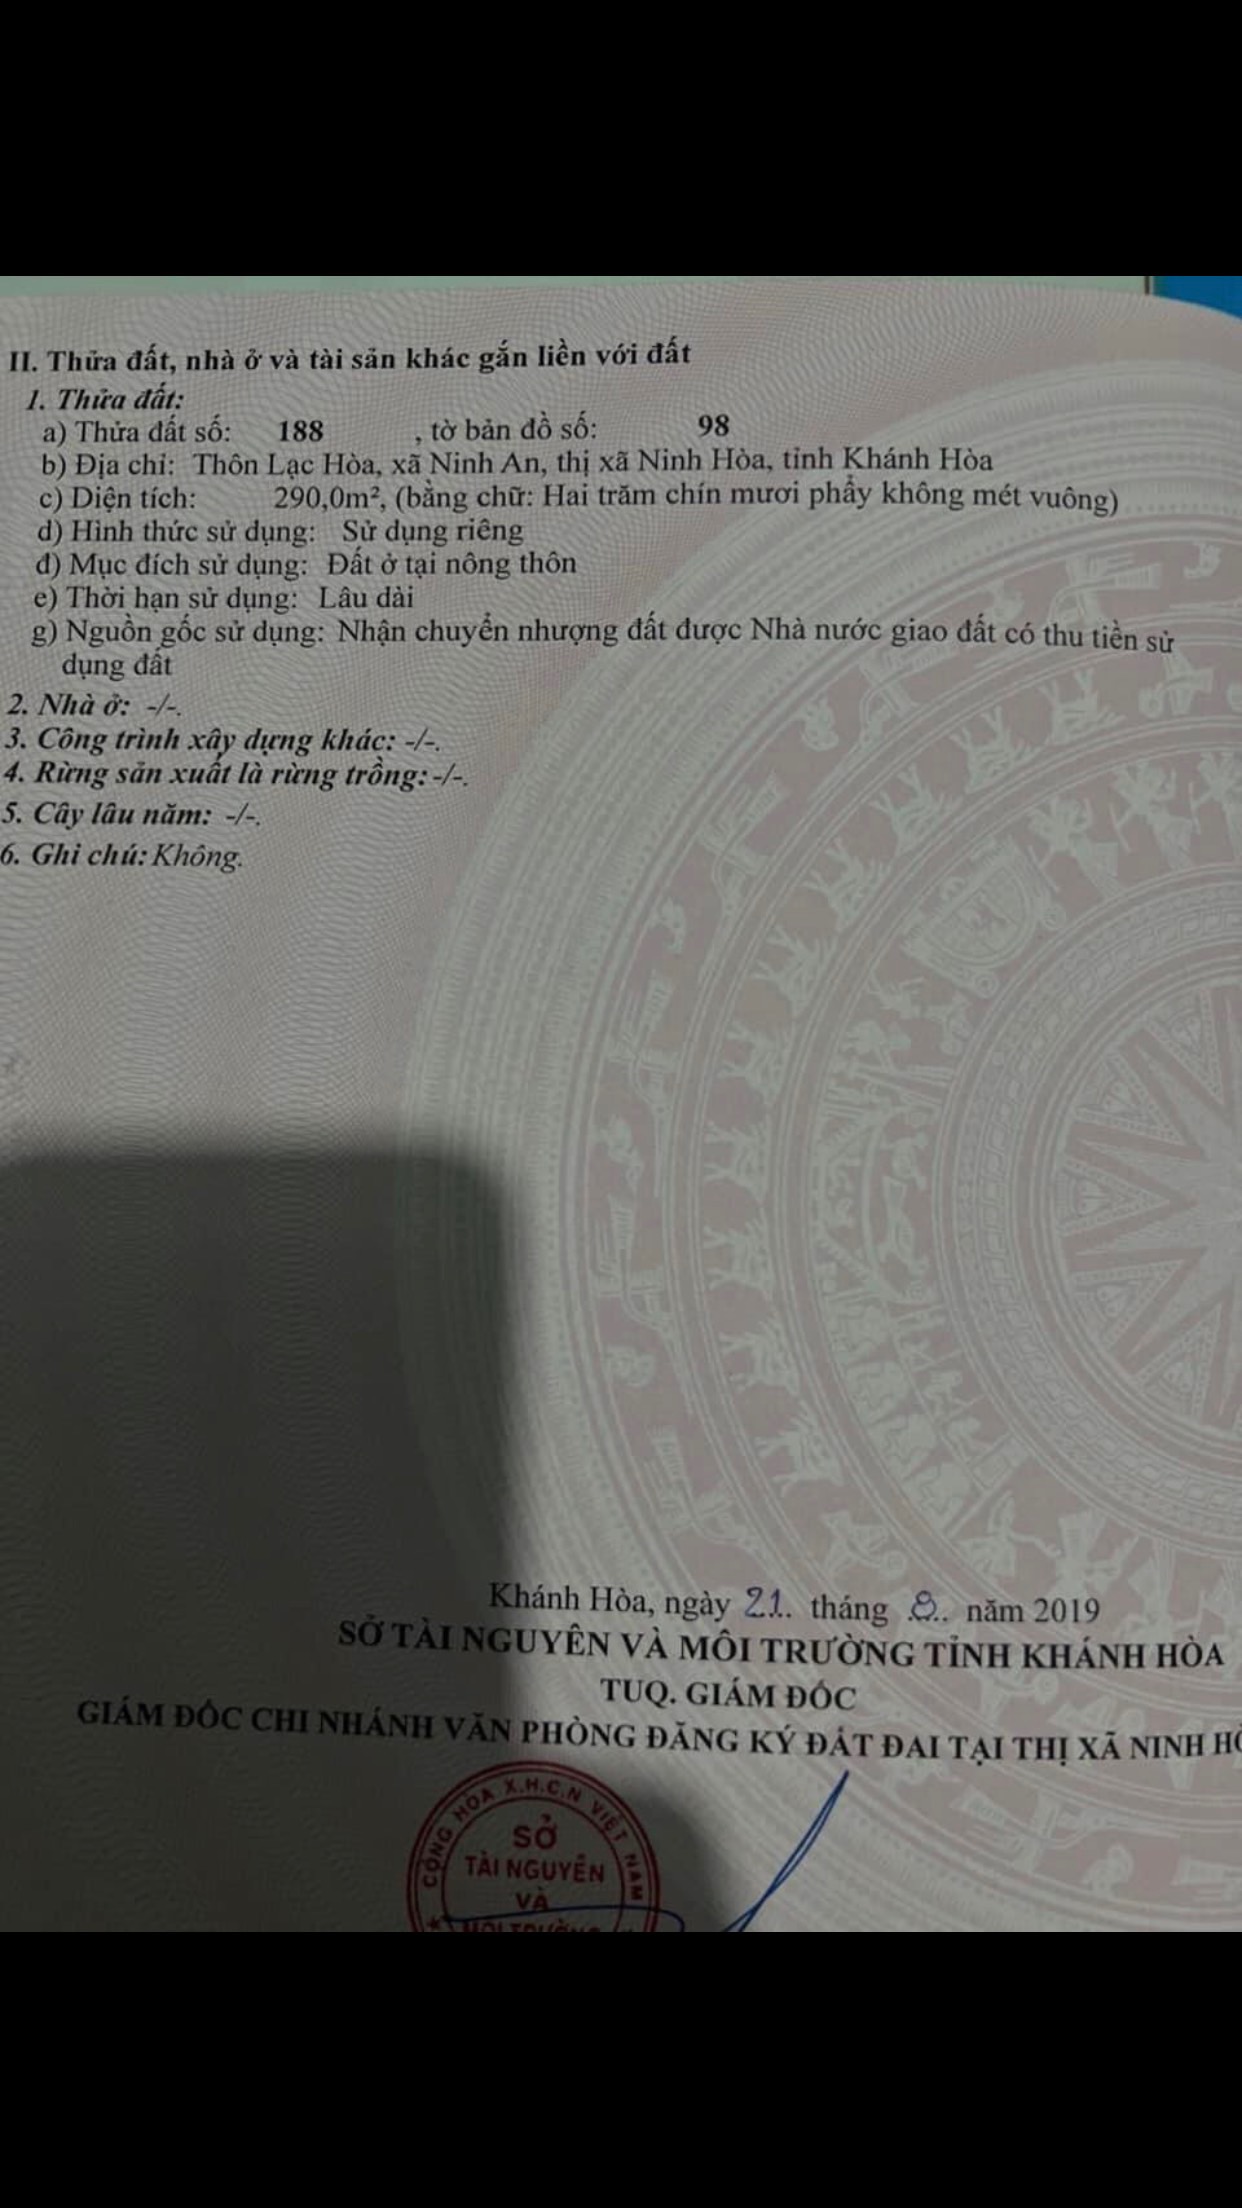 II. Thửa đất, nhà ở và tài sản khác gắn liền với đất
1. Thửa đất:
a) Thửa đất số: 188 , tờ bản đồ số: 98
b) Địa chỉ: Thôn Lạc Hòa, xã Ninh An, thị xã Ninh Hòa, tỉnh Khánh Hòa
c) Diện tích: 290,0m², (bằng chữ: Hai trăm chín mươi phẩy không mét vuông)
d) Hình thức sử dụng: Sử dụng riêng
đ) Mục đích sử dụng: Đất ở tại nông thôn
e) Thời hạn sử dụng: Lâu dài
g) Nguồn gốc sử dụng: Nhận chuyển nhượng đất được Nhà nước giao đất có thu tiền sử
dụng đất
2. Nhà ở: -/-.
3. Công trình xây dựng khác: -/-.
4. Rừng sản xuất là rừng trồng: -/-.
5. Cây lâu năm: -/-.
6. Ghi chú: Không.
Khánh Hòa, ngày 21.. tháng .8.. năm 2019
SỞ TÀI NGUYÊN VÀ MÔI TRƯỜNG TỈNH KHÁNH HÒA
TUQ. GIÁM ĐỐC
GIÁM ĐỐC CHI NHÁNH VĂN PHÒNG ĐĂNG KÝ ĐẤT ĐAI TẠI THỊ XÃ NINH HÒ
CỘNG HÒA X.H.C.N VIỆT NAM
SỞ
TÀI NGUYÊN
VÀ
MÔI TRƯỜNG